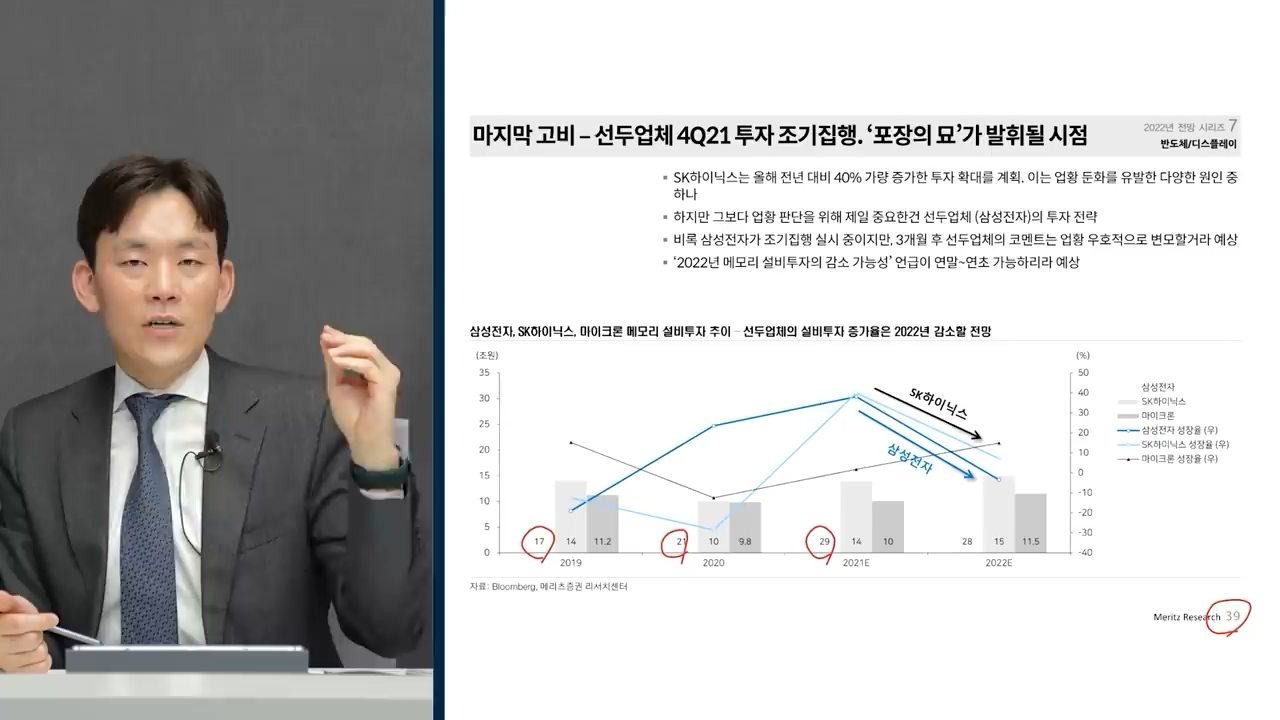 마지막 고비 – 선두업체 4Q21 투자 조기집행. ‘포장의 묘’가 발휘될 시점
2022년 전망 시리즈 7
반도체/디스플레이
▪ SK하이닉스는 올해 전년 대비 40% 가량 증가한 투자 확대를 계획. 이는 업황 둔화를 유발한 다양한 원인 중
하나
▪ 하지만 그보다 업황 판단을 위해 제일 중요한건 선두업체 (삼성전자)의 투자 전략
▪ 비록 삼성전자가 조기집행 실시 중이지만, 3개월 후 선두업체의 코멘트는 업황 우호적으로 변모할거라 예상
▪ ‘2022년 메모리 설비투자의 감소 가능성’ 언급이 연말~연초 가능하리라 예상
삼성전자, SK하이닉스, 마이크론 메모리 설비투자 추이 – 선두업체의 설비투자 증가율은 2022년 감소할 전망
(조원)
(%)
35
30
25
20
15
10
5
0
50
40
30
20
10
0
-10
-20
-30
-40
SK하이닉스
삼성전자
17 14 11.2
21 10 9.8
29 14 10
28 15 11.5
2019 2020 2021E 2022E
삼성전자
SK하이닉스
마이크론
삼성전자 성장율 (우)
SK하이닉스 성장율 (우)
마이크론 성장율 (우)
자료: Bloomberg, 메리츠증권 리서치센터
Meritz Research 39